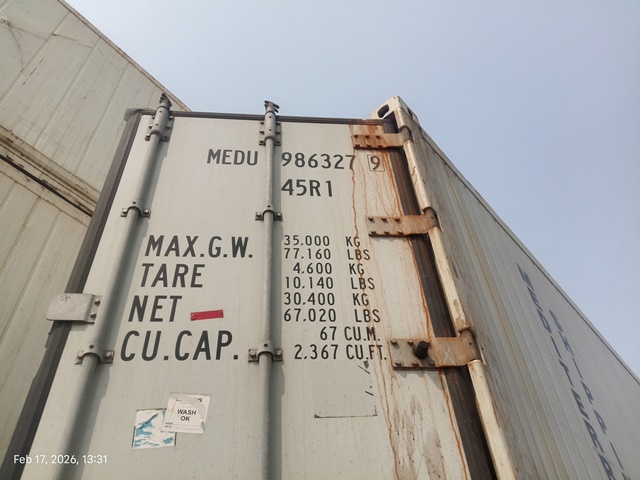 MEDU 986327 9
45R1
MAX.G.W. 35.000 KG
77.160 LBS
TARE 4.600 KG
10.140 LBS
NET 30.400 KG
67.020 LBS
CU.CAP. 67 CU.M.
2.367 CU.FT.
WASH
OK
Feb 17, 2026, 13:31